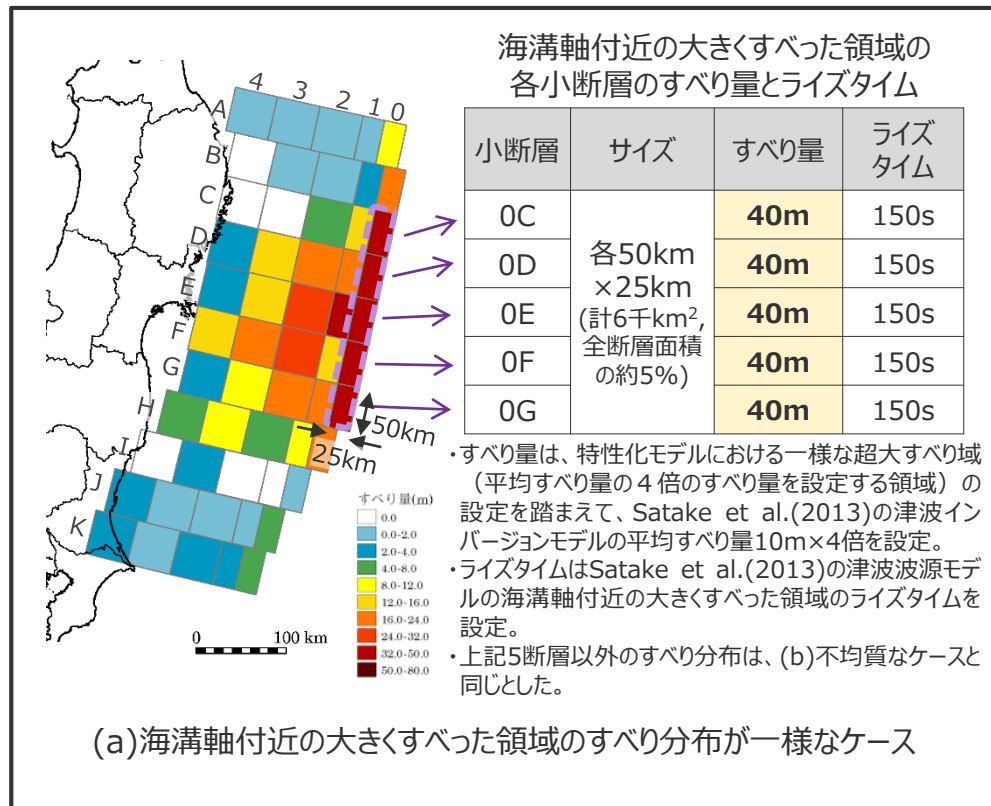 海溝軸付近の大きくすべった領域の
各小断層のすべり量とライズタイム
4 3 2 1 0
A
B
C
D
E
F
G
H
I
J
K
50km
25km
小断層 サイズ すべり量 ライズ
タイム
0C 40m 150s
0D 40m 150s
0E 40m 150s
0F 40m 150s
0G 40m 150s
各50km
×25km
(計6千km²,
全断層面積
の約5%)
すべり量(m)
0.0
0.0-2.0
2.0-4.0
4.0-8.0
8.0-12.0
12.0-16.0
16.0-24.0
24.0-32.0
32.0-50.0
50.0-80.0
0 100 km
・すべり量は、特性化モデルにおける一様な超大すべり域
（平均すべり量の４倍のすべり量を設定する領域）の
設定を踏まえて、Satake et al.(2013)の津波イン
バージョンモデルの平均すべり量10m×4倍を設定。
・ライズタイムはSatake et al.(2013)の津波波源モデ
ルの海溝軸付近の大きくすべった領域のライズタイムを
設定。
・上記5断層以外のすべり分布は、(b)不均質なケースと
同じとした。
(a)海溝軸付近の大きくすべった領域のすべり分布が一様なケース